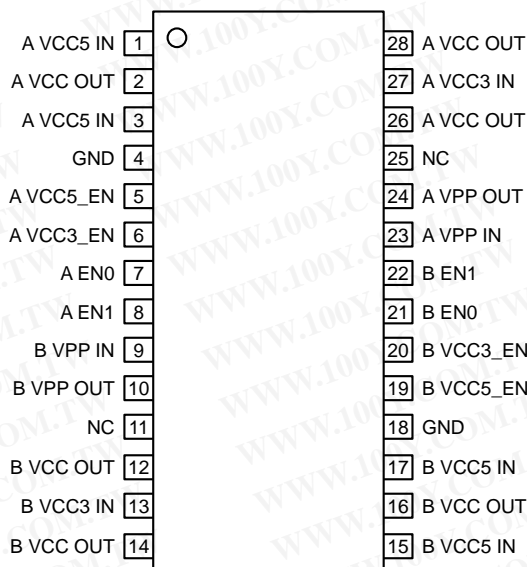 A VCC5 IN 1 28 A VCC OUT
A VCC OUT 2 27 A VCC3 IN
A VCC5 IN 3 26 A VCC OUT
GND 4 25 NC
A VCC5_EN 5 24 A VPP OUT
A VCC3_EN 6 23 A VPP IN
A EN0 7 22 B EN1
A EN1 8 21 B EN0
B VPP IN 9 20 B VCC3_EN
B VPP OUT 10 19 B VCC5_EN
NC 11 18 GND
B VCC OUT 12 17 B VCC5 IN
B VCC3 IN 13 16 B VCC OUT
B VCC OUT 14 15 B VCC5 IN
WWW.100Y.COM.TW